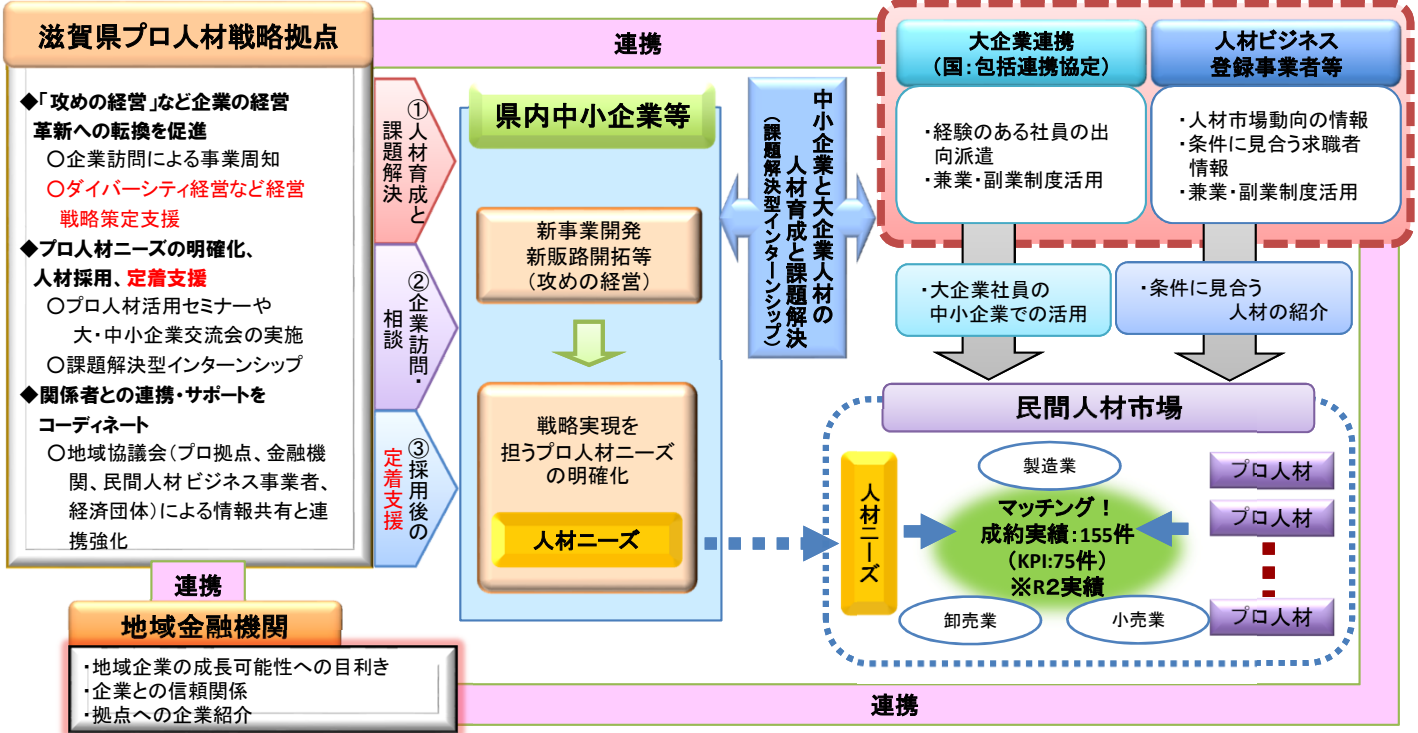 滋賀県プロ人材戦略拠点
◆「攻めの経営」など企業の経営
革新への転換を促進
○企業訪問による事業周知
○ダイバーシティ経営など経営
戦略策定支援
◆プロ人材ニーズの明確化、
人材採用、定着支援
○プロ人材活用セミナーや
大・中小企業交流会の実施
○課題解決型インターンシップ
◆関係者との連携・サポートを
コーディネート
○地域協議会(プロ拠点、金融機
関、民間人材ビジネス事業者、
経済団体)による情報共有と連
携強化
連携
地域金融機関
・地域企業の成長可能性への目利き
・企業との信頼関係
・拠点への企業紹介
①人材育成と
課題解決
②企業訪問・
相談
③採用後の
定着支援
連携
県内中小企業等
新事業開発
新販路開拓等
(攻めの経営)
戦略実現を
担うプロ人材ニーズ
の明確化
人材ニーズ
中小企業と大企業人材の
人材育成と課題解決
(課題解決型インターンシップ)
大企業連携
(国:包括連携協定)
・経験のある社員の出
向派遣
・兼業・副業制度活用
人材ビジネス
登録事業者等
・人材市場動向の情報
・条件に見合う求職者
情報
・兼業・副業制度活用
・大企業社員の
中小企業での活用
・条件に見合う
人材の紹介
民間人材市場
人材ニーズ
製造業
マッチング!
成約実績:155件
(KPI:75件)
※R2実績
卸売業
小売業
プロ人材
プロ人材
プロ人材
連携